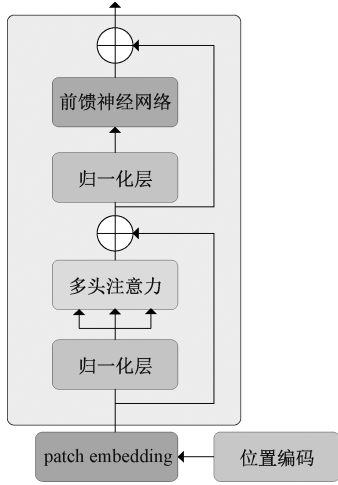 前馈神经网络
归一化层
多头注意力
归一化层
patch embedding
位置编码